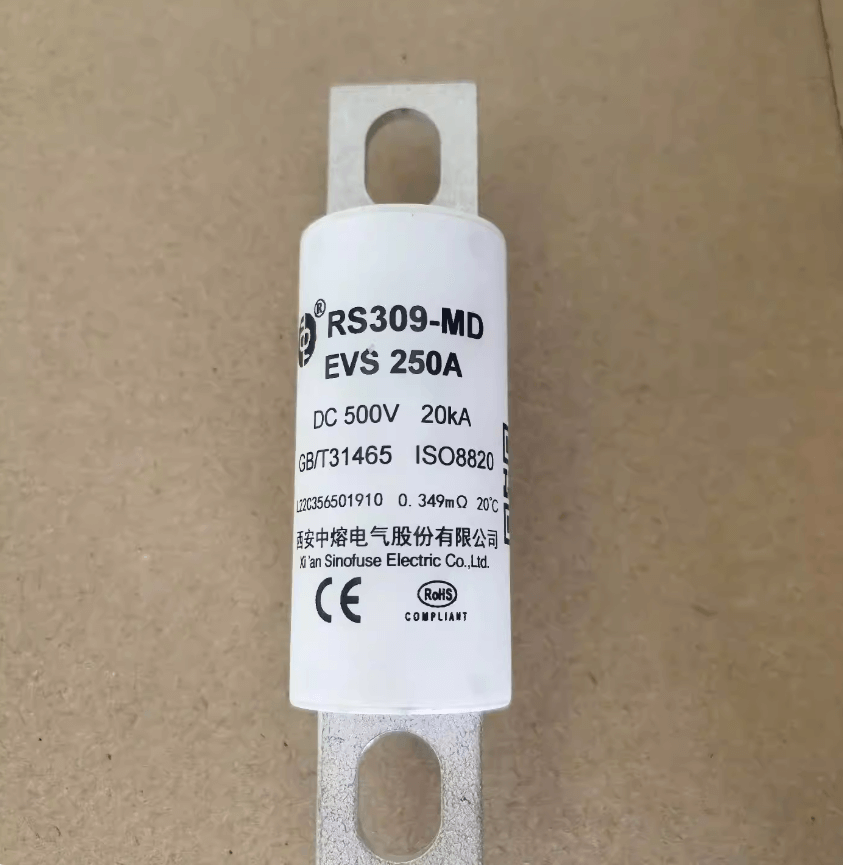 ® RS309-MD
EVS 250A
DC 500V 20kA
GB/T31465 ISO8820
L22C356501910 0.349mΩ 20℃
西安中熔电气股份有限公司
Xi'an Sinofuse Electric Co.,Ltd.
CE RoHS
COMPLIANT